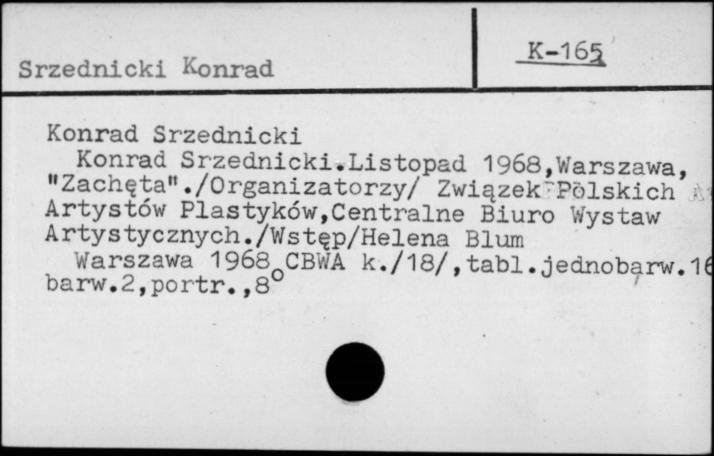 Srzednicki Konrad
K-165
Konrad Srzednicki
Konrad Srzednicki.Listopad 1968,Warszawa,
"Zachęta"./Organizatorzy/ Związek Polskich
Artystów Plastyków,Centralne Biuro Wystaw
Artystycznych./Wstęp/Helena Blum
Warszawa 1968 CBWA k./18/,tabl.jednobarw.16
barw.2,portr.,8°